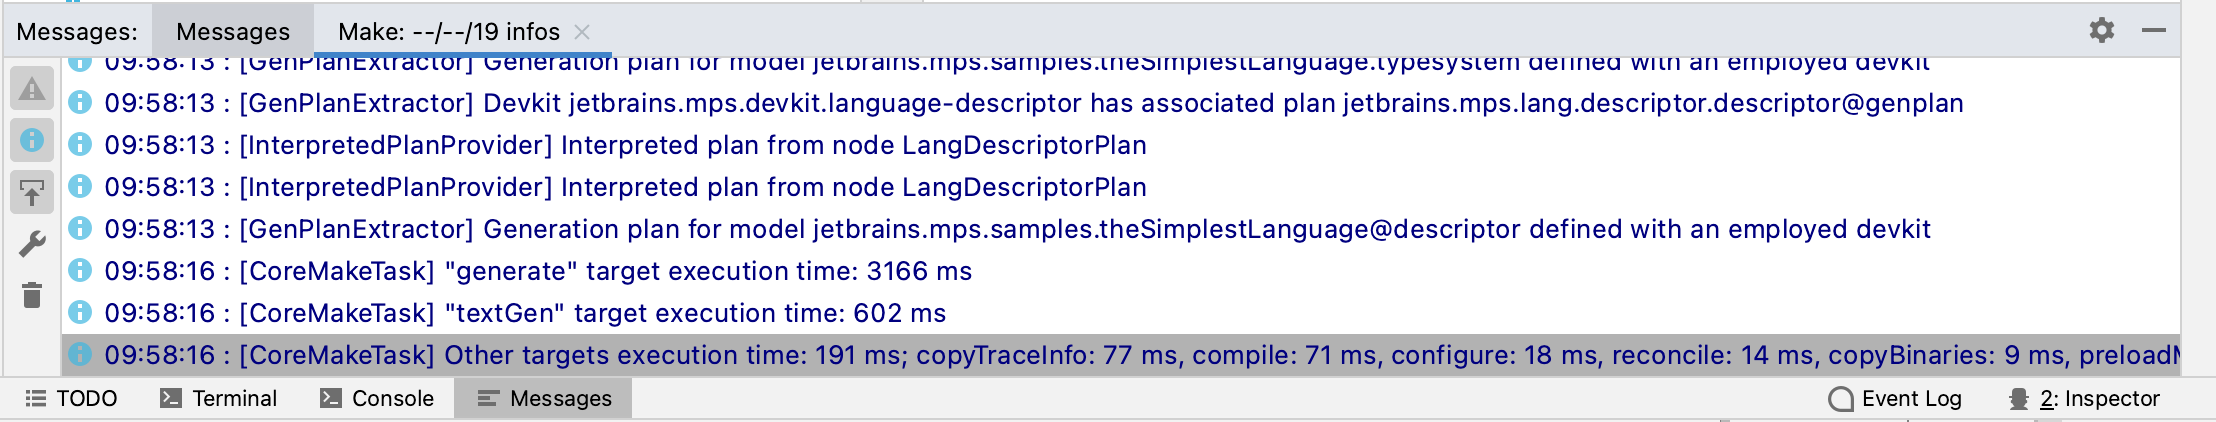 Messages: Messages Make: --/--/19 infos
09:58:13 : [GenPlanExtractor] Generation plan for model jetbrains.mps.samples.theSimplestLanguage.typesystem defined with an employed devkit
09:58:13 : [GenPlanExtractor] Devkit jetbrains.mps.devkit.language-descriptor has associated plan jetbrains.mps.lang.descriptor.descriptor@genplan
09:58:13 : [InterpretedPlanProvider] Interpreted plan from node LangDescriptorPlan
09:58:13 : [InterpretedPlanProvider] Interpreted plan from node LangDescriptorPlan
09:58:13 : [GenPlanExtractor] Generation plan for model jetbrains.mps.samples.theSimplestLanguage@descriptor defined with an employed devkit
09:58:16 : [CoreMakeTask] "generate" target execution time: 3166 ms
09:58:16 : [CoreMakeTask] "textGen" target execution time: 602 ms
09:58:16 : [CoreMakeTask] Other targets execution time: 191 ms; copyTraceInfo: 77 ms, compile: 71 ms, configure: 18 ms, reconcile: 14 ms, copyBinaries: 9 ms,
TODO Terminal Console Messages Event Log 2: Inspector